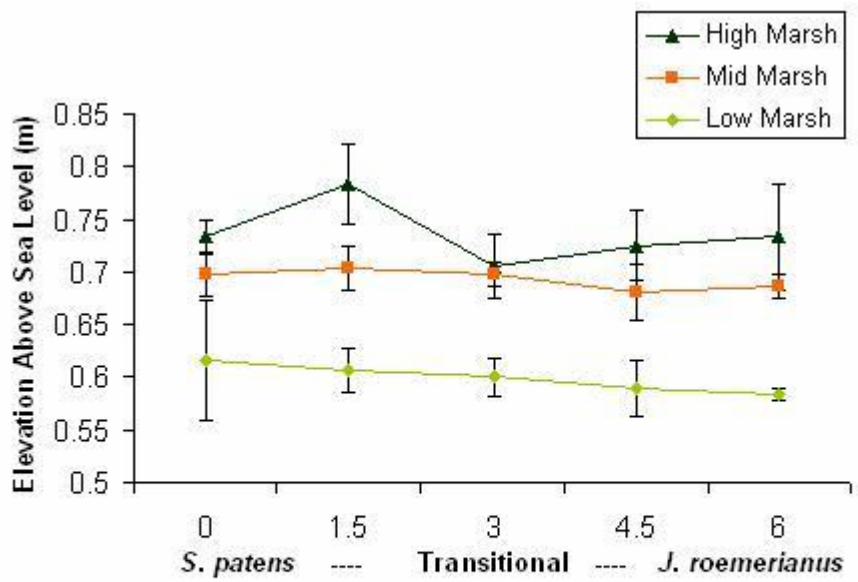 High Marsh
Mid Marsh
Low Marsh
Elevation Above Sea Level (m)
0.85
0.8
0.75
0.7
0.65
0.6
0.55
0.5
0 1.5 3 4.5 6
S. patens ---- Transitional ---- J. roemerianus